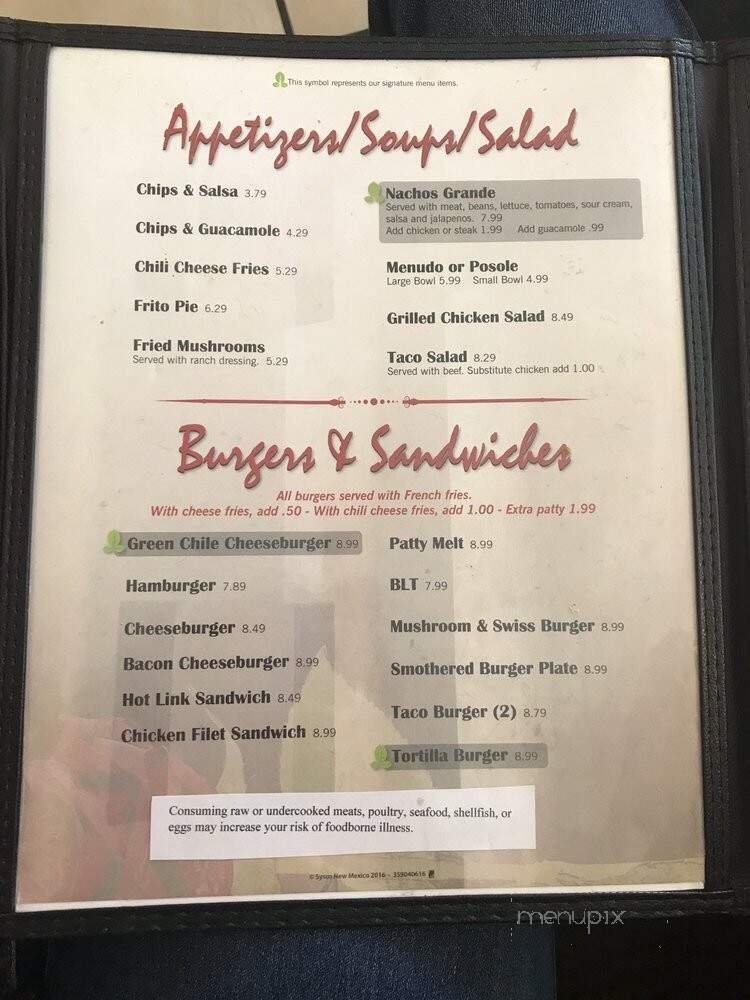 This symbol represents our signature menu items.
Appetizers/Soups/Salad
Chips & Salsa 3.79
Chips & Guacamole 4.29
Chili Cheese Fries 5.29
Frito Pie 6.29
Fried Mushrooms
Served with ranch dressing. 5.29
Nachos Grande
Served with meat, beans, lettuce, tomatoes, sour cream,
salsa and jalapenos. 7.99
Add chicken or steak 1.99 Add guacamole .99
Menudo or Posole
Large Bowl 5.99 Small Bowl 4.99
Grilled Chicken Salad 8.49
Taco Salad 8.29
Served with beef. Substitute chicken add 1.00
Burgers & Sandwiches
All burgers served with French fries.
With cheese fries, add .50 - With chili cheese fries, add 1.00 - Extra patty 1.99
Green Chile Cheeseburger 8.99
Hamburger 7.89
Cheeseburger 8.49
Bacon Cheeseburger 8.99
Hot Link Sandwich 8.49
Chicken Filet Sandwich 8.99
Patty Melt 8.99
BLT 7.99
Mushroom & Swiss Burger 8.99
Smothered Burger Plate 8.99
Taco Burger (2) 8.79
Tortilla Burger 8.99
Consuming raw or undercooked meats, poultry, seafood, shellfish, or
eggs may increase your risk of foodborne illness.
© Sysco New Mexico 2016 - 359040616
menupix